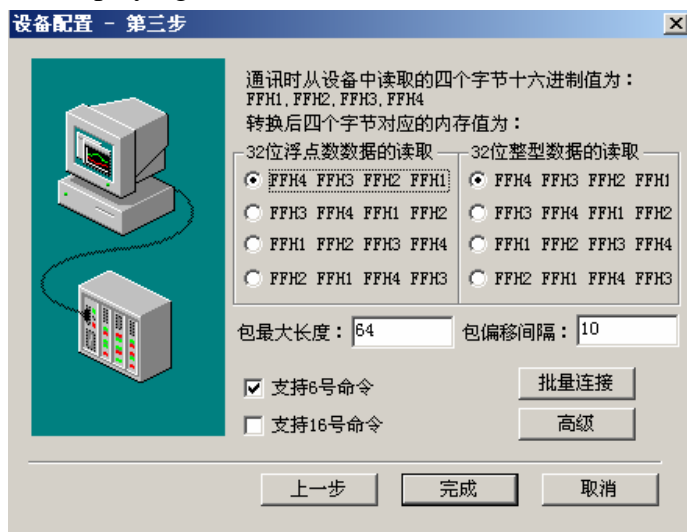 设备配置 - 第三步
通讯时从设备中读取的四个字节十六进制值为：
FFH1, FFH2, FFH3, FFH4
转换后四个字节对应的内存值为：
32位浮点数数据的读取
32位整型数据的读取
FFH4 FFH3 FFH2 FFH1
FFH4 FFH3 FFH2 FFH1
FFH3 FFH4 FFH1 FFH2
FFH3 FFH4 FFH1 FFH2
FFH1 FFH2 FFH3 FFH4
FFH1 FFH2 FFH3 FFH4
FFH2 FFH1 FFH4 FFH3
FFH2 FFH1 FFH4 FFH3
包最大长度：64
包偏移间隔：10
支持6号命令
批量连接
支持16号命令
高级
上一步
完成
取消